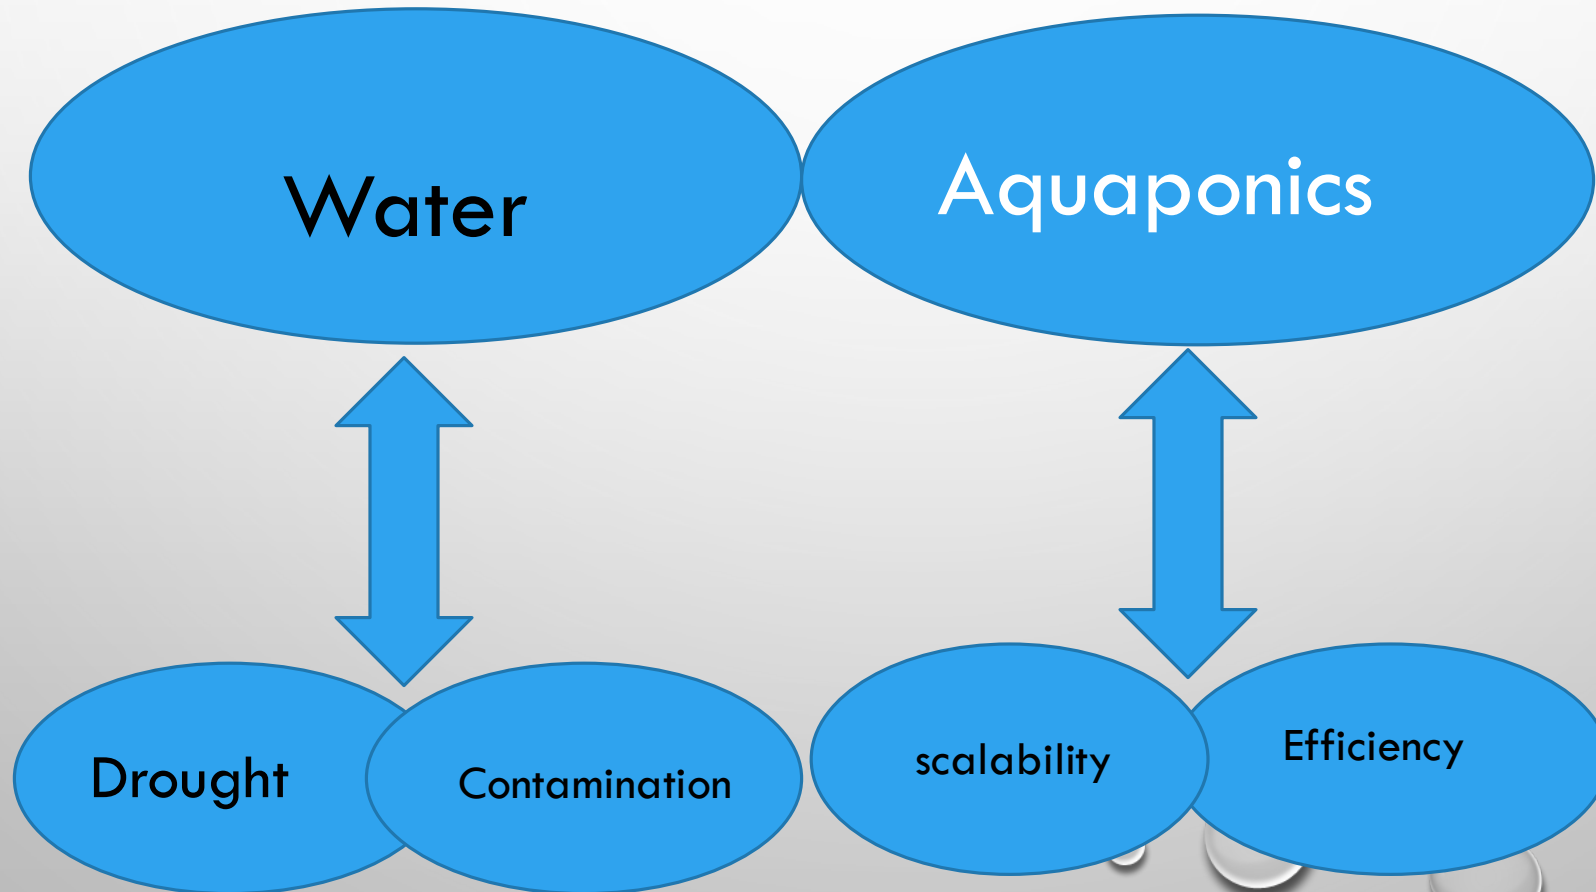 Water
Aquaponics
Drought
Contamination
scalability
Efficiency